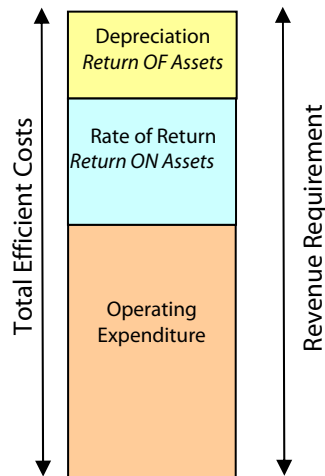 Depreciation
Return OF Assets
Rate of Return
Return ON Assets
Operating
Expenditure
Total Efficient Costs
Revenue Requirement